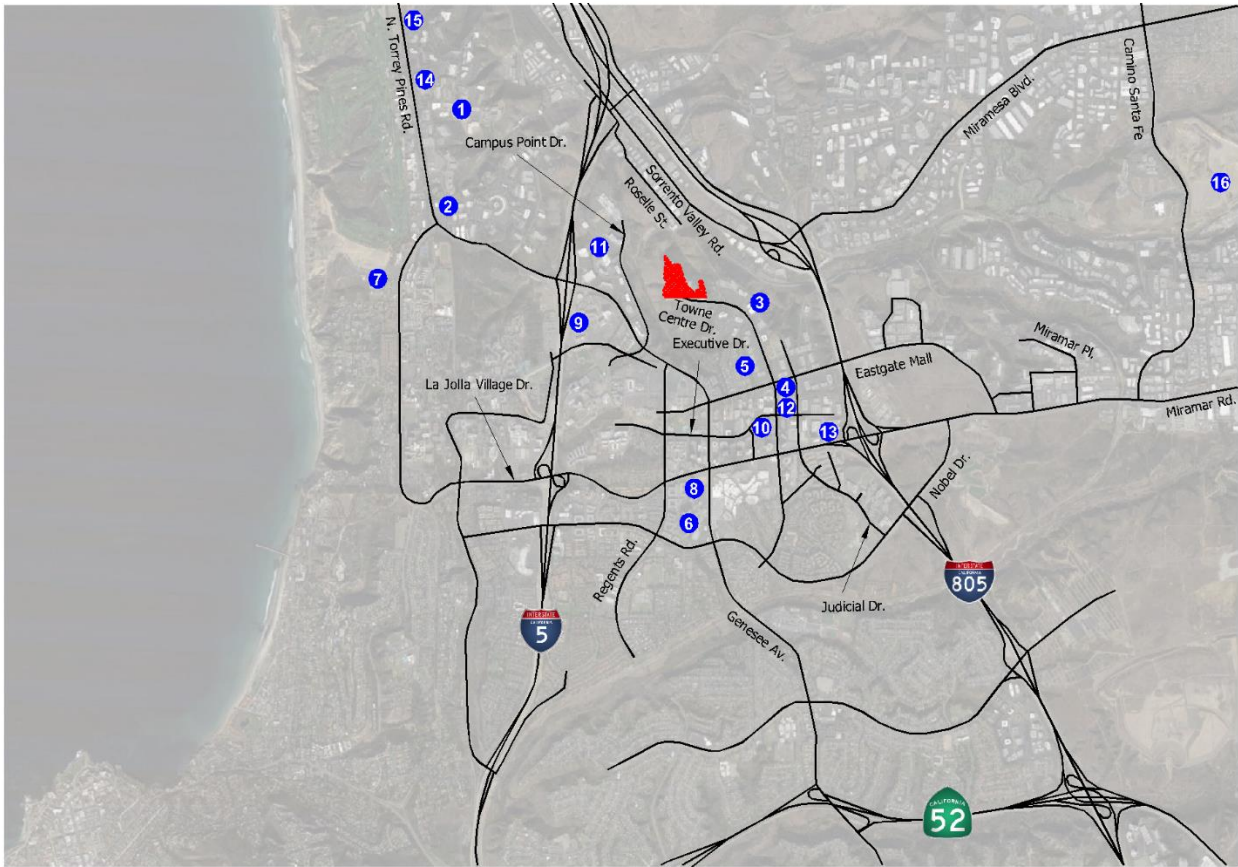 15
N. Torrey Pines Rd.
14
1
Campus Point Dr.
Miramesa Blvd.
Camino Santa Fe
16
2
Sorrento Valley Rd.
Roselle St.
11
7
3
9
Towne
Centre Dr.
Executive Dr.
5
Miramar Pl.
Eastgate Mall
4
La Jolla Village Dr.
12
Miramar Rd.
10
13
8
Nobel Dr.
6
Regents Rd.
INTERSTATE
CALIFORNIA
805
Judicial Dr.
INTERSTATE
CALIFORNIA
5
Genesee Av.
CALIFORNIA
52